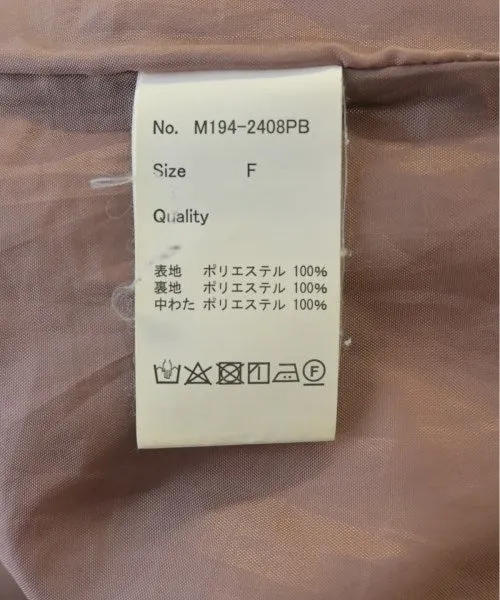 No. M194-2408PB
Size F
Quality
表地 ポリエステル 100%
裏地 ポリエステル 100%
中わた ポリエステル 100%
F